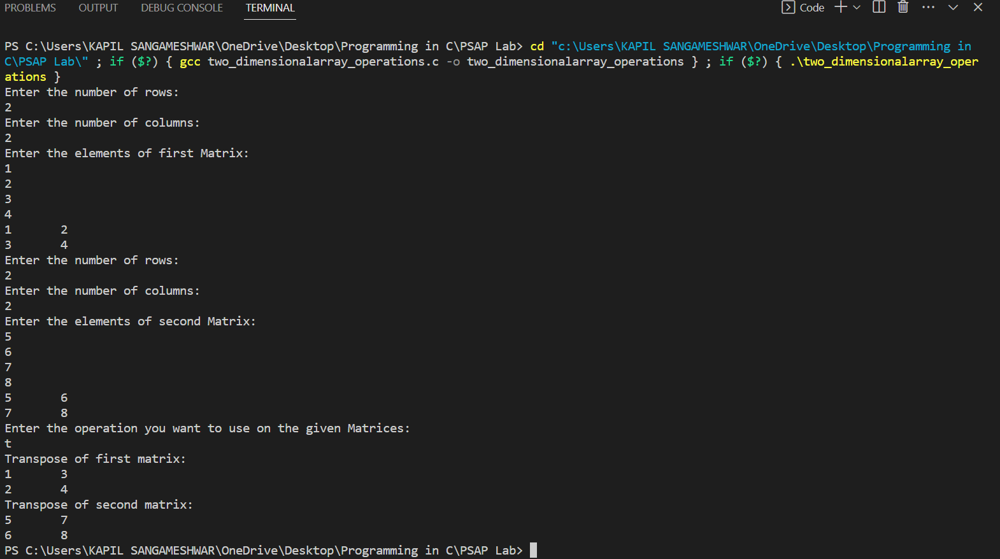 PROBLEMS OUTPUT DEBUG CONSOLE TERMINAL Code
PS C:\Users\KAPIL SANGAMESHWAR\OneDrive\Desktop\Programming in C\PSAP Lab> cd "c:\Users\KAPIL SANGAMESHWAR\OneDrive\Desktop\Programming in
C\PSAP Lab\" ; if ($?) { gcc two_dimensionalarray_operations.c -o two_dimensionalarray_operations } ; if ($?) { .\two_dimensionalarray_oper
ations }
Enter the number of rows:
2
Enter the number of columns:
2
Enter the elements of first Matrix:
1
2
3
4
1 2
3 4
Enter the number of rows:
2
Enter the number of columns:
2
Enter the elements of second Matrix:
5
6
7
8
5 6
7 8
Enter the operation you want to use on the given Matrices:
t
Transpose of first matrix:
1 3
2 4
Transpose of second matrix:
5 7
6 8
PS C:\Users\KAPIL SANGAMESHWAR\OneDrive\Desktop\Programming in C\PSAP Lab>